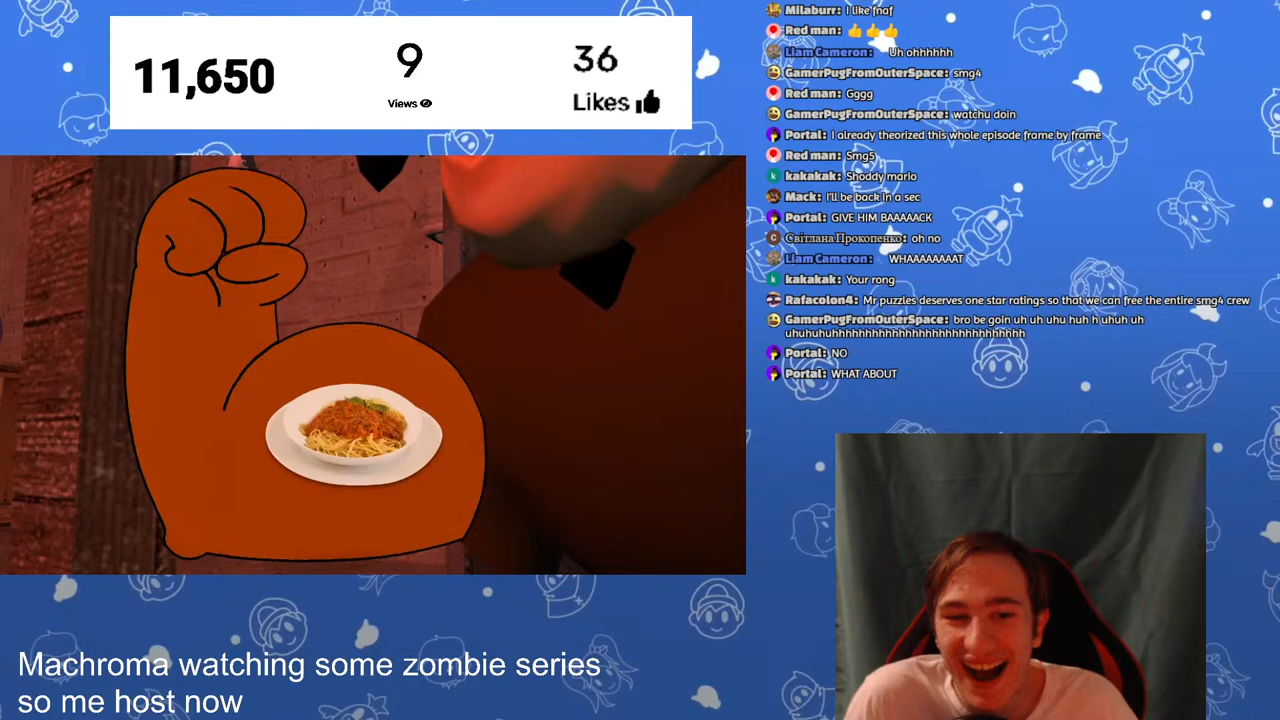 11,650
9
Views
36
Likes
Milaburr: I like fnaf
Red man: 👍👍👍
Liam Cameron: Uh ohhhhhh
GamerPugFromOuterSpace: smg4
Red man: Gggg
GamerPugFromOuterSpace: watchu doin
Portal: I already theorized this whole episode frame by frame
Red man: Smg5
kakakak: Shoddy mario
Mack: I'll be back in a sec
Portal: GIVE HIM BAAAAACK
Світлана Прокопенко: oh no
Liam Cameron: WHAAAAAAAAT
kakakak: Your rong
Rafacolon4: Mr puzzles deserves one star ratings so that we can free the entire smg4 crew
GamerPugFromOuterSpace: bro be goin uh uh uhu huh h uhuh uh
uhuhuhuhhhhhhhhhhhhhhhhhhhhhhhhhhhh
Portal: NO
Portal: WHAT ABOUT
Machroma watching some zombie series
so me host now